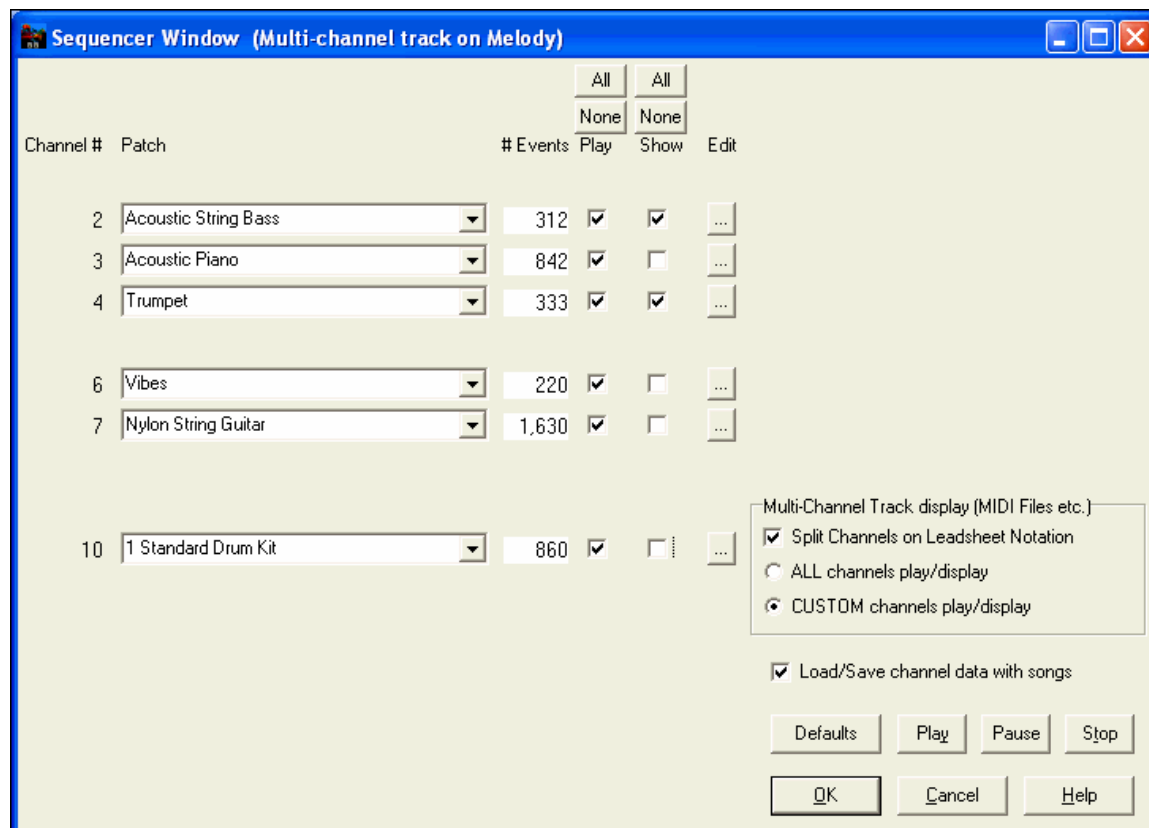 Sequencer Window (Multi-channel track on Melody)
All All
None None
Channel # Patch # Events Play Show Edit
2 Acoustic String Bass 312 ...
3 Acoustic Piano 842 ...
4 Trumpet 333 ...
6 Vibes 220 ...
7 Nylon String Guitar 1,630 ...
Multi-Channel Track display (MIDI Files etc.)
Split Channels on Leadsheet Notation
10 1 Standard Drum Kit 860 ...
ALL channels play/display
CUSTOM channels play/display
Load/Save channel data with songs
Defaults Play Pause Stop
OK Cancel Help